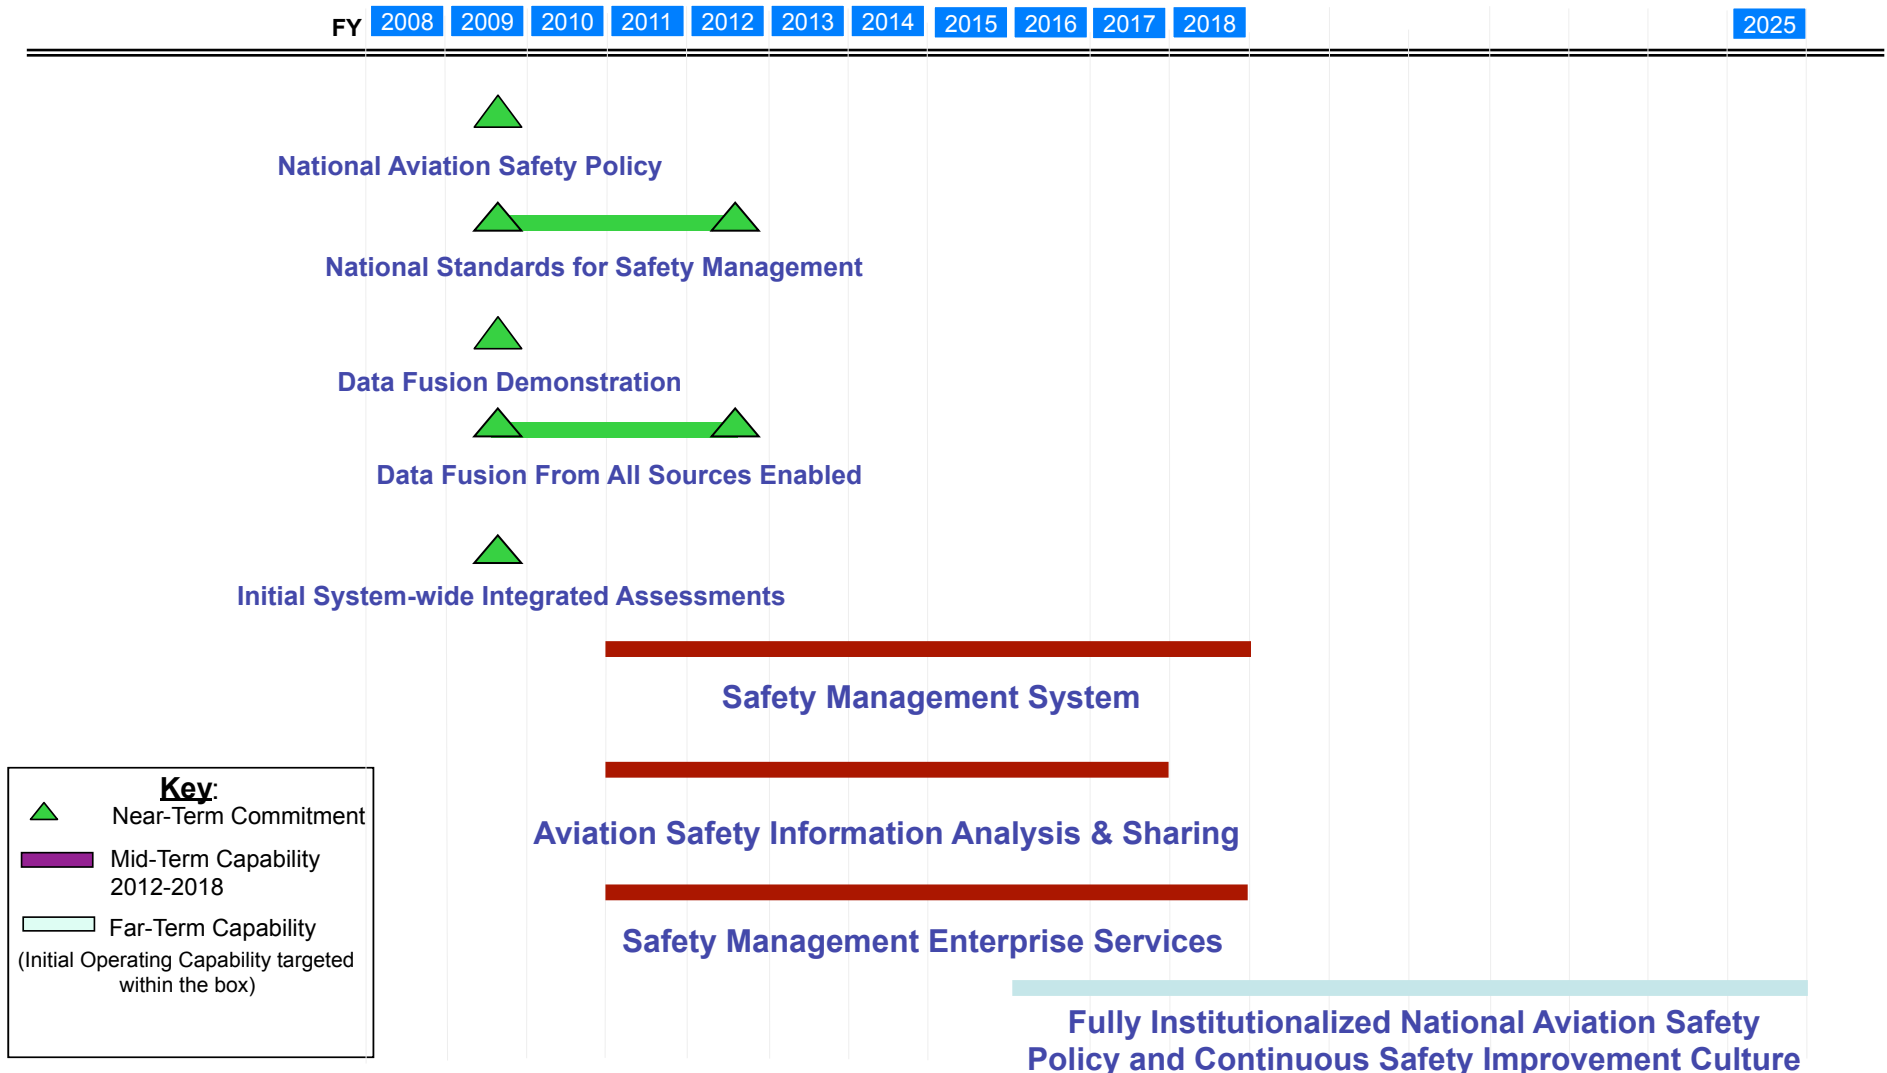 FY 2008 2009 2010 2011 2012 2013 2014 2015 2016 2017 2018 2025
National Aviation Safety Policy
National Standards for Safety Management
Data Fusion Demonstration
Data Fusion From All Sources Enabled
Initial System-wide Integrated Assessments
Safety Management System
Aviation Safety Information Analysis & Sharing
Safety Management Enterprise Services
Fully Institutionalized National Aviation Safety
Policy and Continuous Safety Improvement Culture
Key:
Near-Term Commitment
Mid-Term Capability
2012-2018
Far-Term Capability
(Initial Operating Capability targeted
within the box)